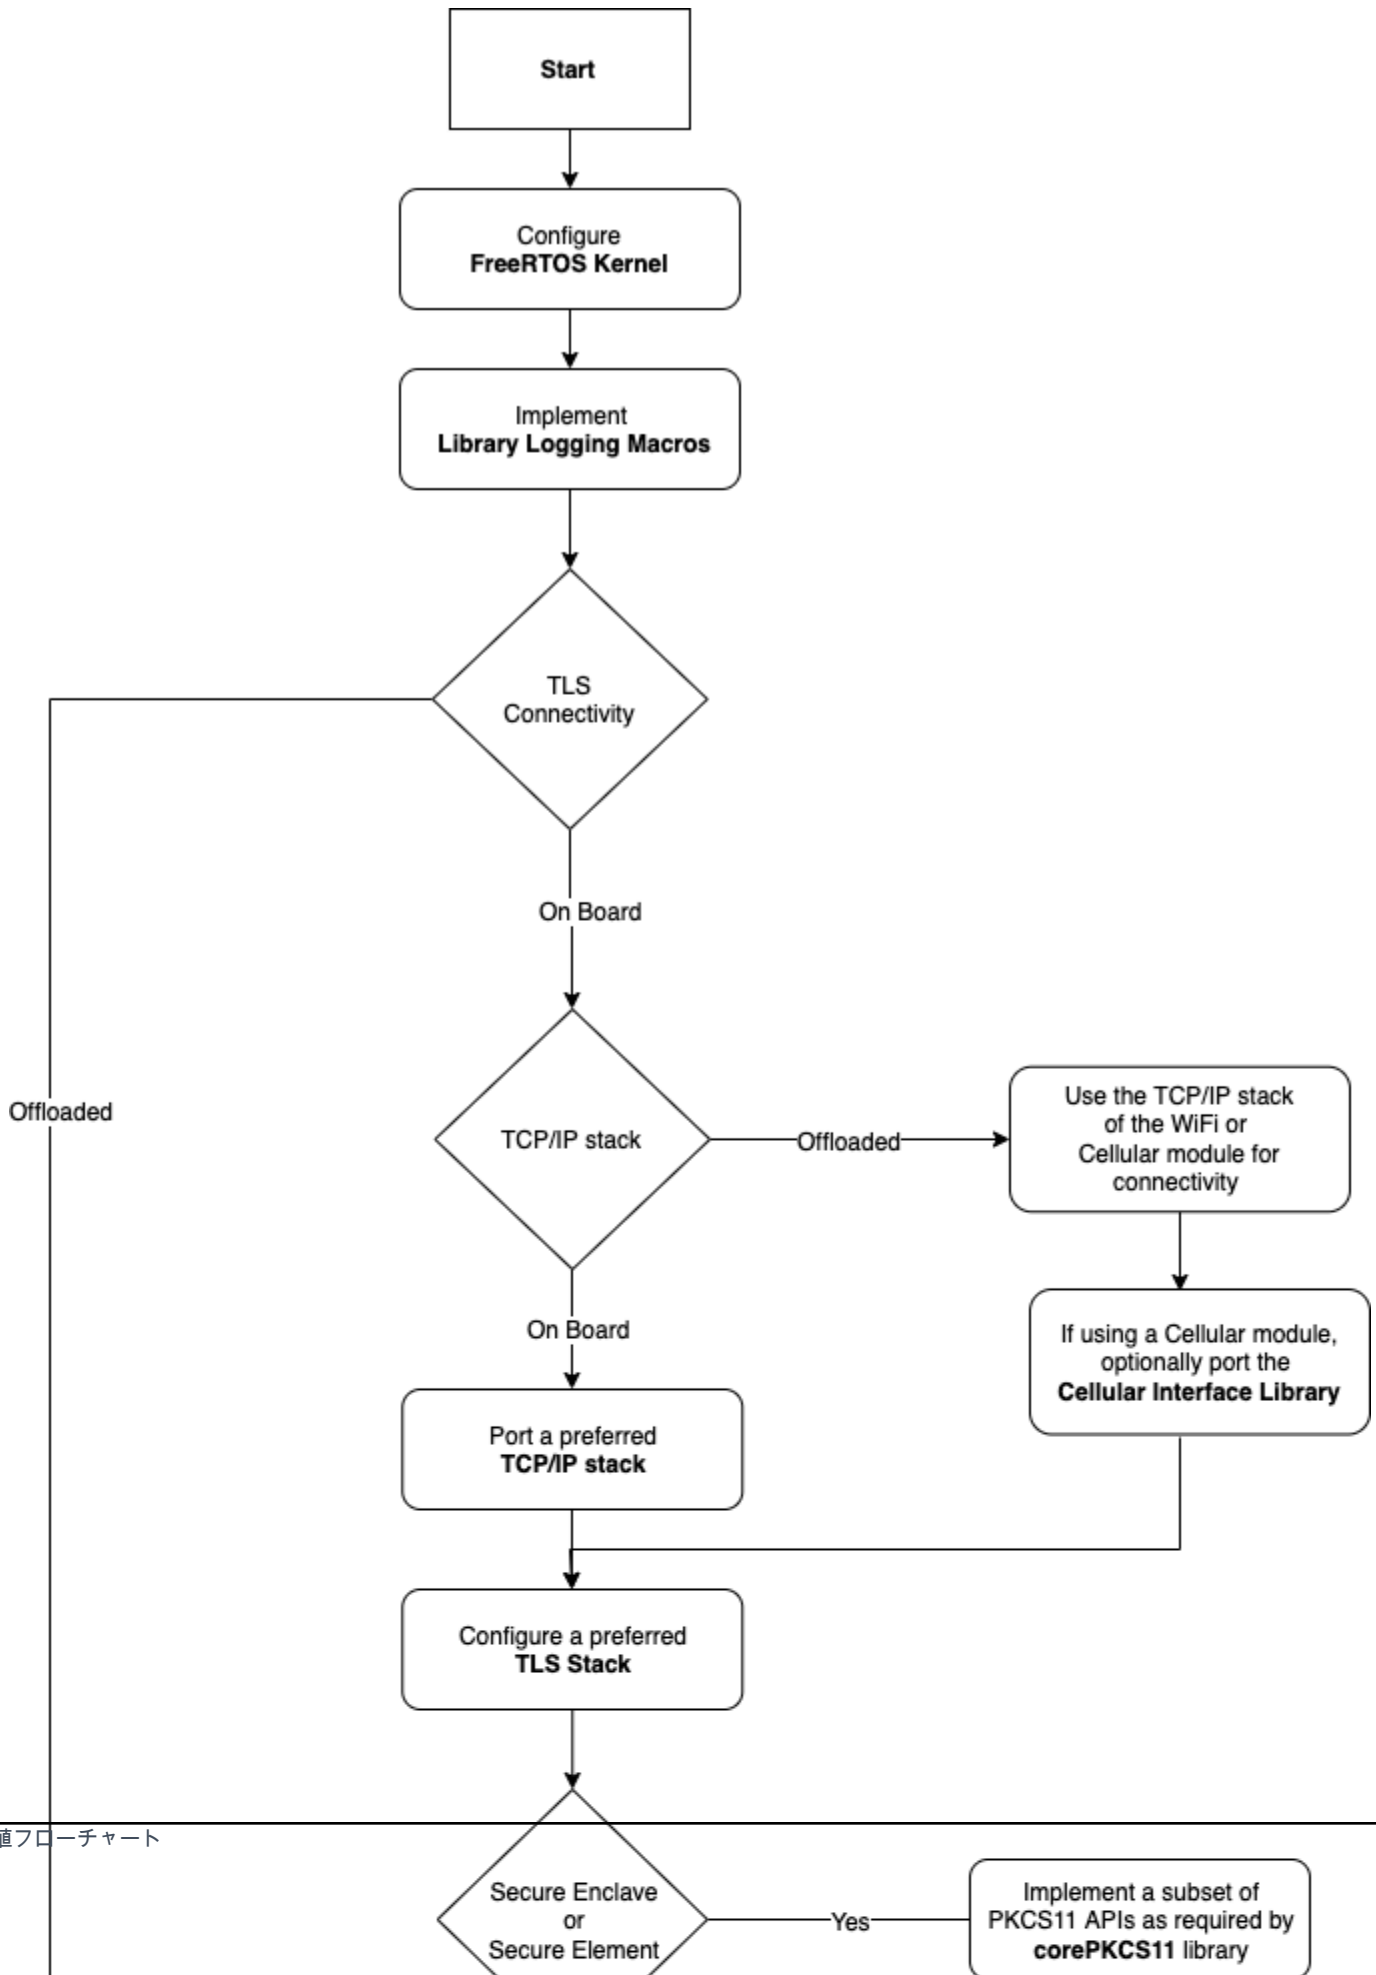 Start
Configure
FreeRTOS Kernel
Implement
Library Logging Macros
TLS
Connectivity
On Board
Offloaded
TCP/IP stack
Offloaded
Use the TCP/IP stack
of the WiFi or
Cellular module for
connectivity
On Board
If using a Cellular module,
optionally port the
Cellular Interface Library
Port a preferred
TCP/IP stack
Configure a preferred
TLS Stack
値フローチャート
Secure Enclave
or
Secure Element
Yes
Implement a subset of
PKCS11 APIs as required by
corePKCS11 library